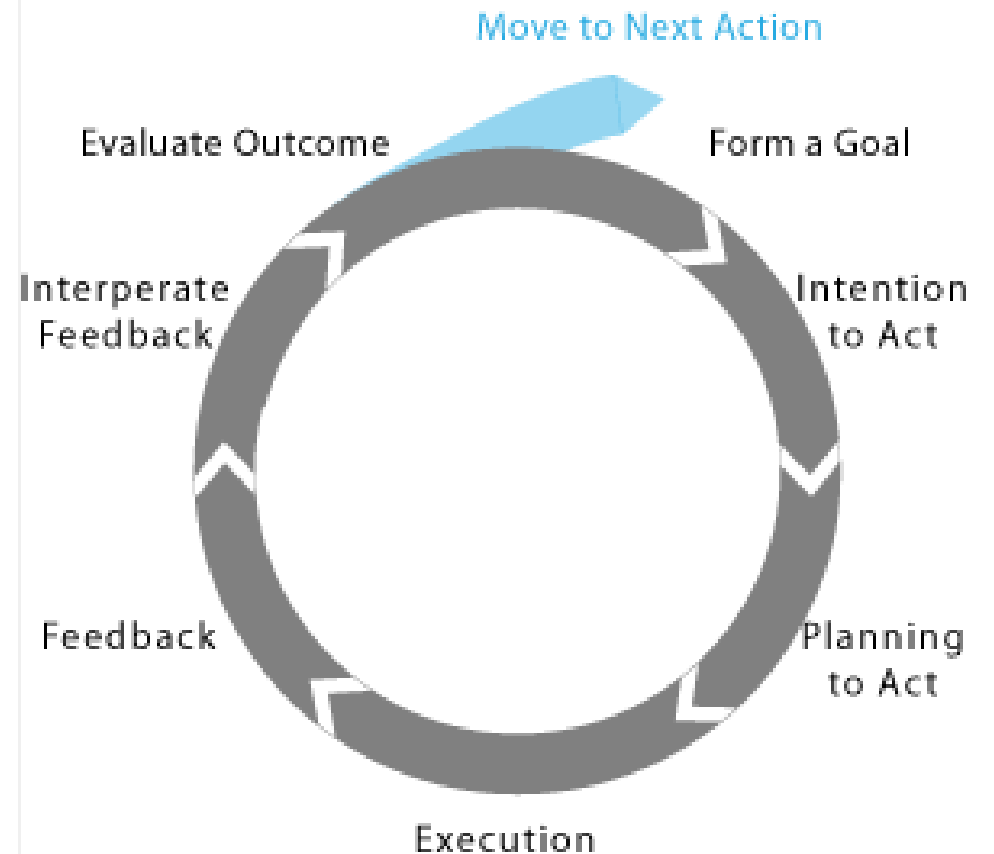 Move to Next Action
Evaluate Outcome
Form a Goal
Interperate
Feedback
Intention
to Act
Feedback
Planning
to Act
Execution